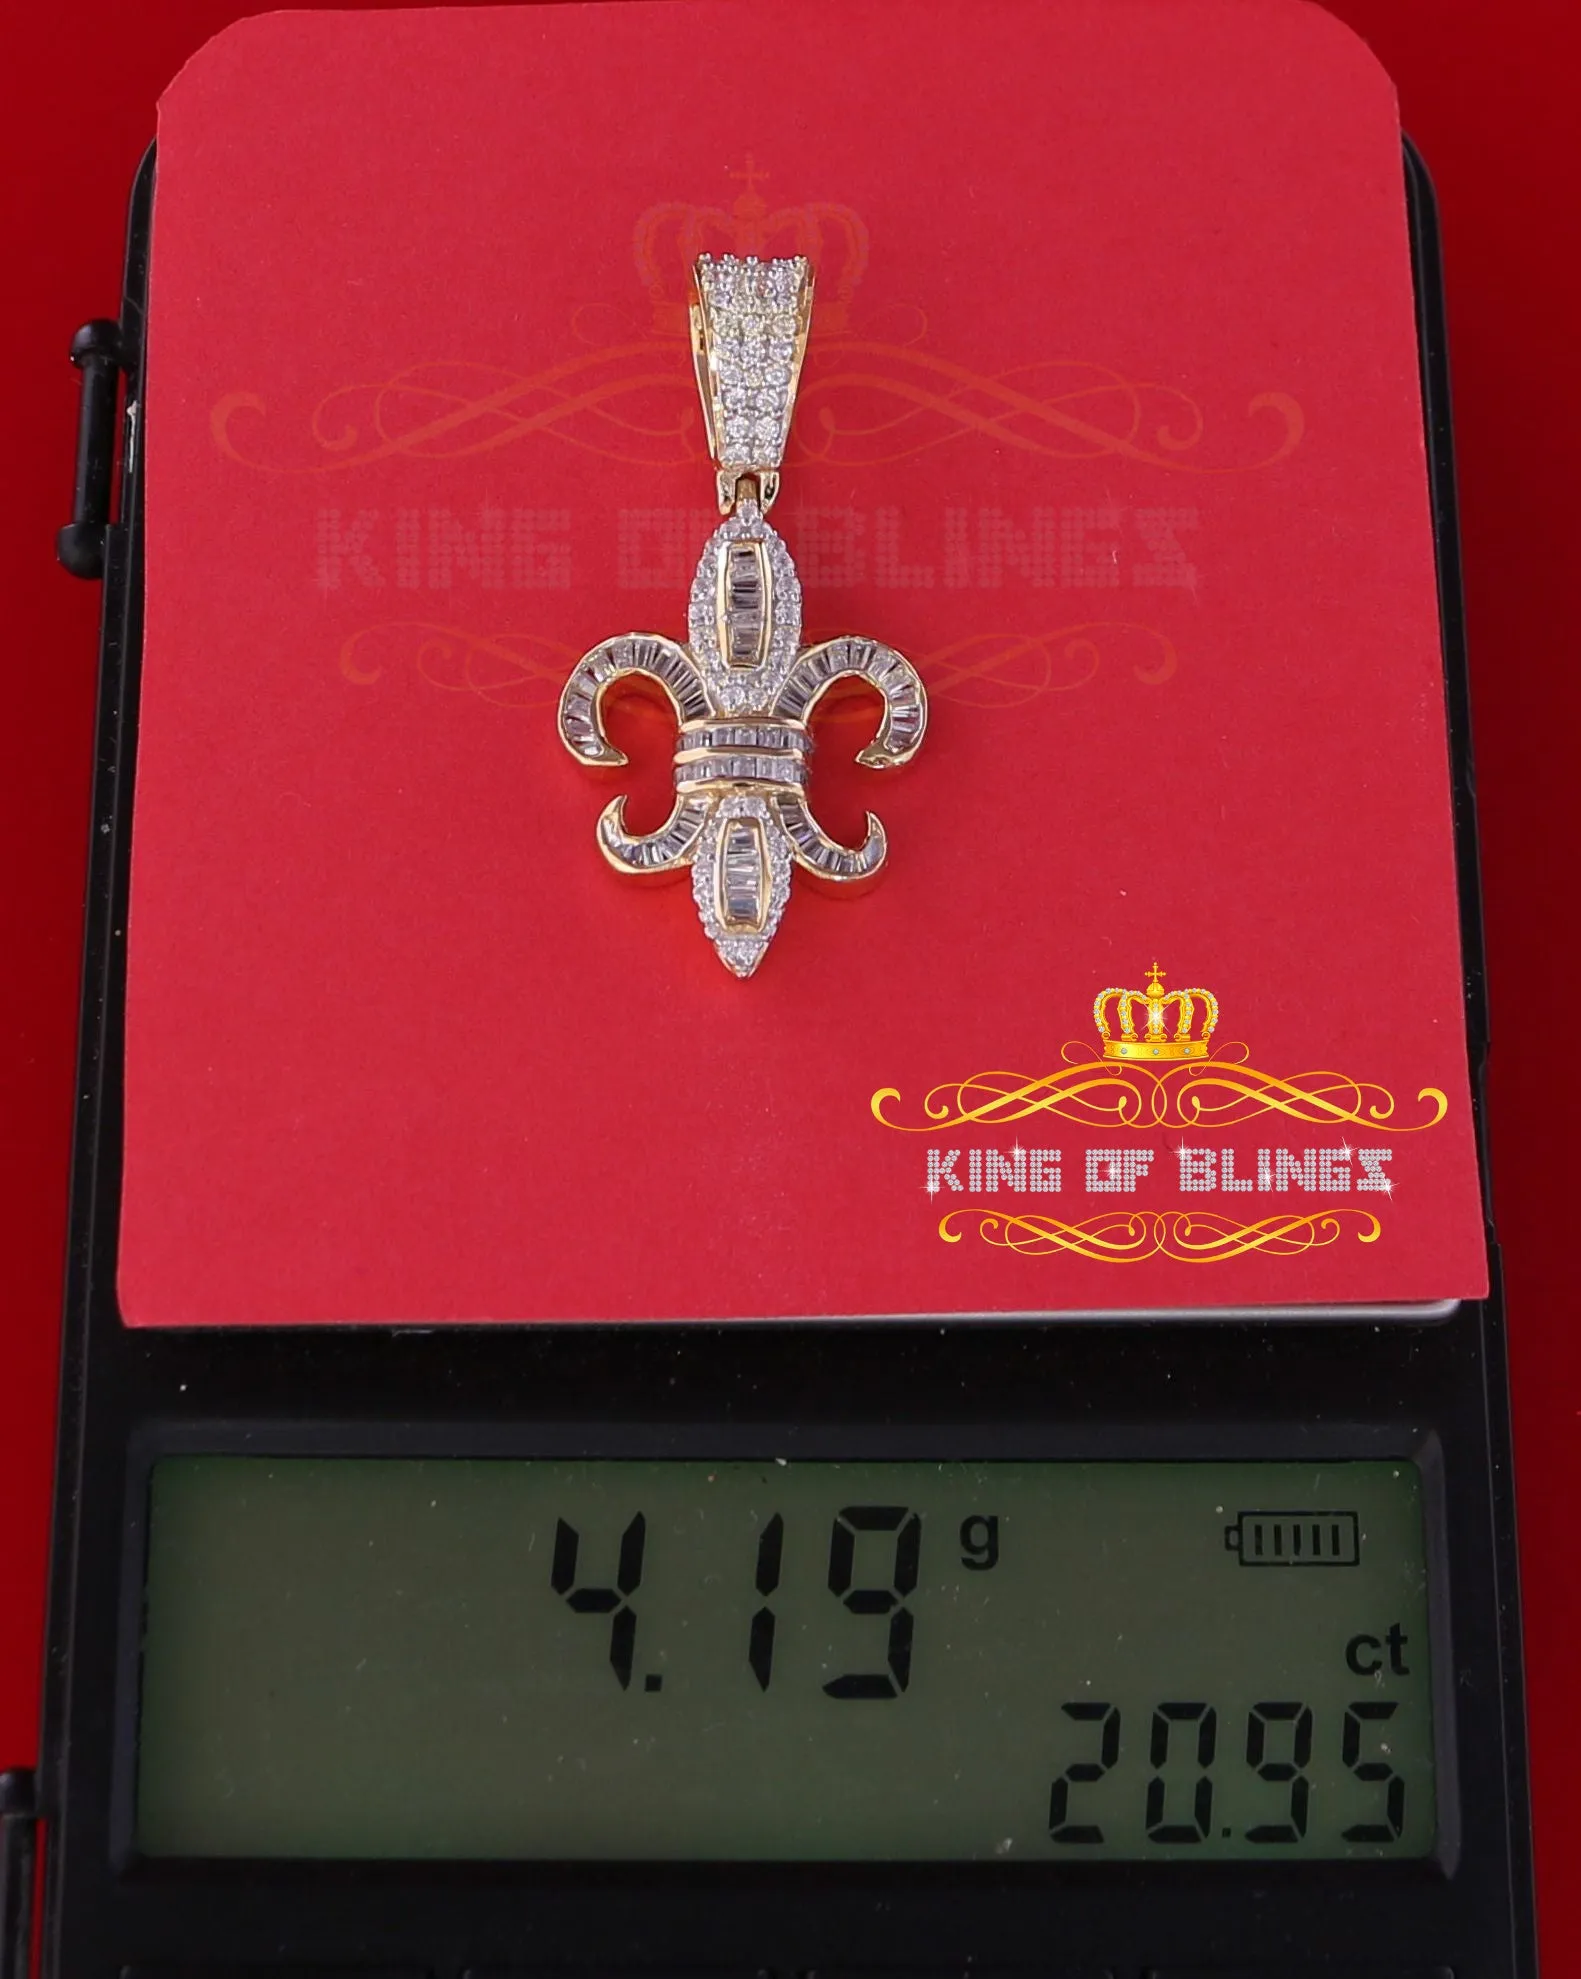 KING OF BLINGS
KING OF BLINGS
4.19 g
ct
20.95